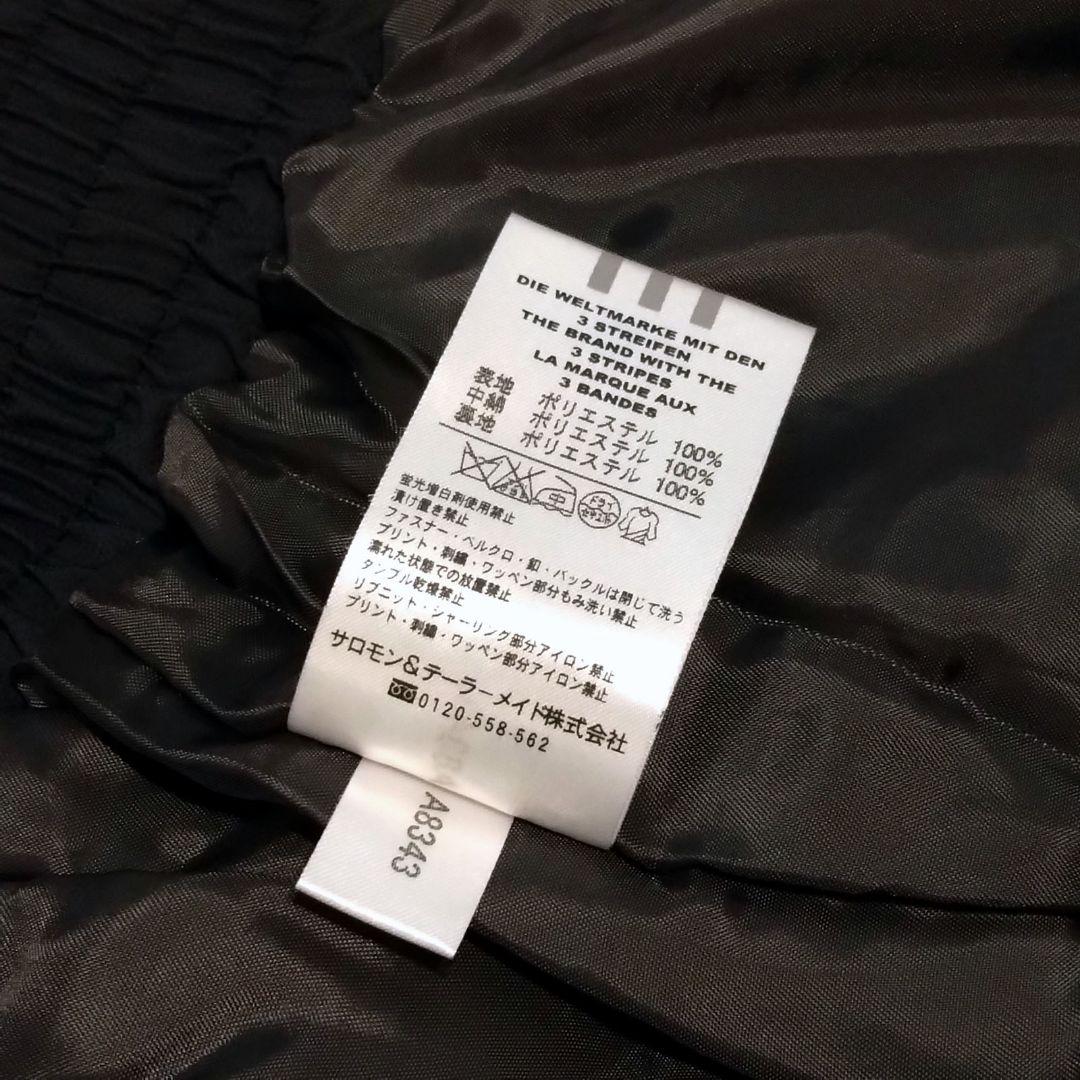 DIE WELTMARKE MIT DEN
3 STREIFEN
THE BRAND WITH THE
3 STRIPES
LA MARQUE AUX
3 BANDES
表地 ポリエステル 100%
中綿 ポリエステル 100%
裏地 ポリエステル 100%
中
ドライ
蛍光増白剤使用禁止
漬け置き禁止
ファスナー・ベルクロ・釦・バックルは閉じて洗う
プリント・刺繍・ワッペン部分もみ洗い禁止
濡れた状態での放置禁止
タンブル乾燥禁止
リブニット・シャーリング部分アイロン禁止
プリント・刺繍・ワッペン部分アイロン禁止
サロモン&テーラーメイド株式会社
0120-558-562
A8343